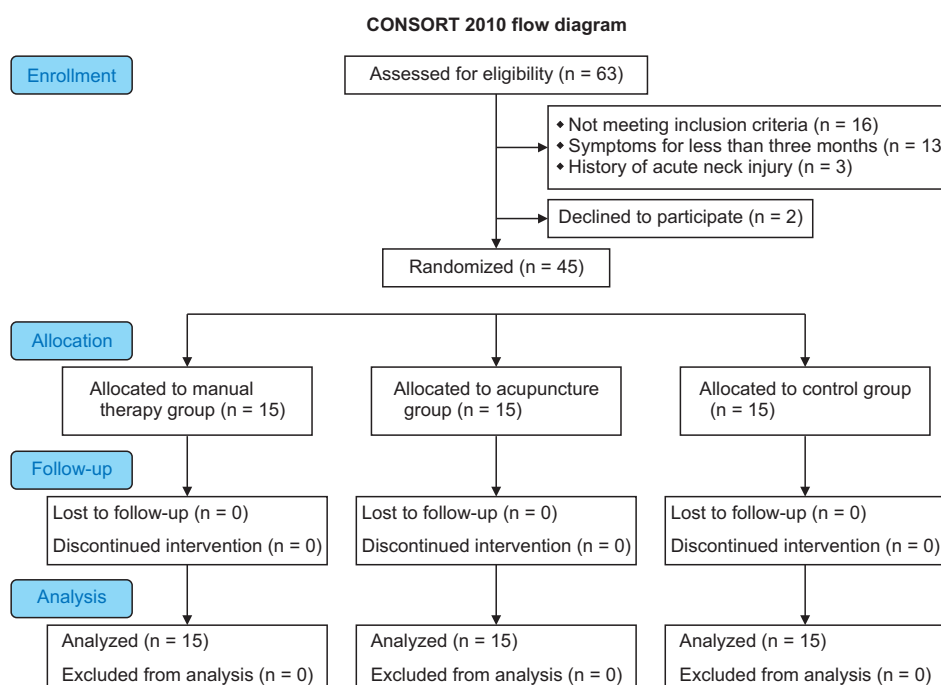 CONSORT 2010 flow diagram
Enrollment
Assessed for eligibility (n = 63)
◆ Not meeting inclusion criteria (n = 16)
◆ Symptoms for less than three months (n = 13
◆ History of acute neck injury (n = 3)
Declined to participate (n = 2)
Randomized (n = 45)
Allocation
Allocated to manual
therapy group (n = 15)
Allocated to acupuncture
group (n = 15)
Allocated to control group
(n = 15)
Follow-up
Lost to follow-up (n = 0)
Discontinued intervention (n = 0)
Lost to follow-up (n = 0)
Discontinued intervention (n = 0)
Lost to follow-up (n = 0)
Discontinued intervention (n = 0)
Analysis
Analyzed (n = 15)
Excluded from analysis (n = 0)
Analyzed (n = 15)
Excluded from analysis (n = 0)
Analyzed (n = 15)
Excluded from analysis (n = 0)